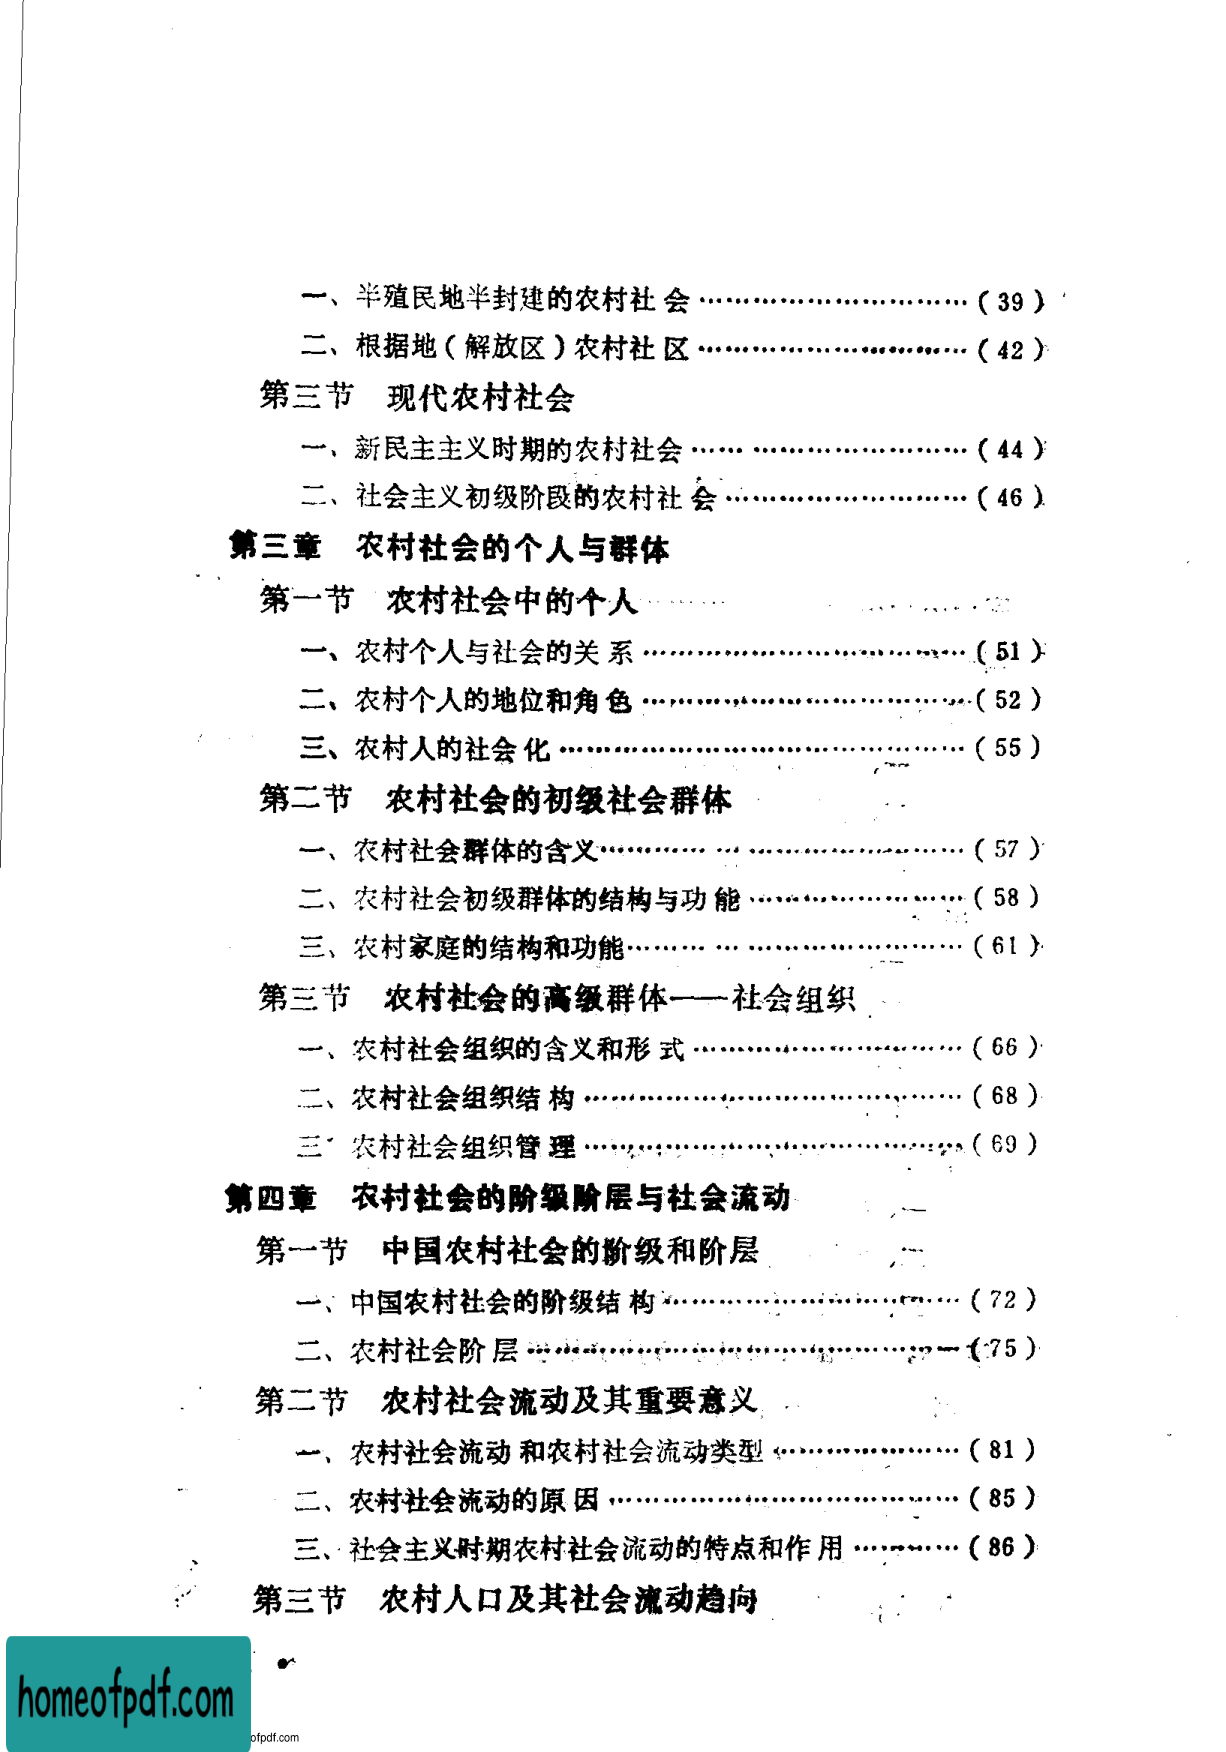 一、半殖民地半封建的农村社会…………………………(39)
二、根据地(解放区)农村社区…………………………(42)
第三节 现代农村社会
一、新民主主义时期的农村社会…………………………(44)
二、社会主义初级阶段的农村社会………………………(46)
第三章 农村社会的个人与群体
第一节 农村社会中的个人
一、农村个人与社会的关系………………………………(51)
二、农村个人的地位和角色………………………………(52)
三、农村人的社会化………………………………………(55)
第二节 农村社会的初级社会群体
一、农村社会群体的含义…………………………………(57)
二、农村社会初级群体的结构与功能……………………(58)
三、农村家庭的结构和功能………………………………(61)
第三节 农村社会的高级群体——社会组织
一、农村社会组织的含义和形式…………………………(66)
二、农村社会组织结构……………………………………(68)
三、农村社会组织管理……………………………………(69)
第四章 农村社会的阶级阶层与社会流动
第一节 中国农村社会的阶级和阶层
一、中国农村社会的阶级结构……………………………(72)
二、农村社会阶层…………………………………………(75)
第二节 农村社会流动及其重要意义
一、农村社会流动和农村社会流动类型…………………(81)
二、农村社会流动的原因…………………………………(85)
三、社会主义时期农村社会流动的特点和作用…………(86)
第三节 农村人口及其社会流动趋向
homeofpdf.com
ofpdf.com